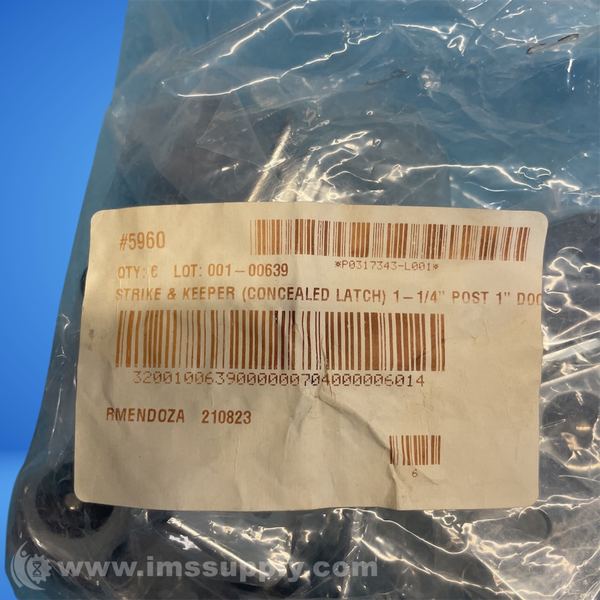 #5960
*P0317343-L001*
QTY: 6 LOT: 001-00639
STRIKE & KEEPER (CONCEALED LATCH) 1-1/4" POST 1" DOO
3200100639000000704000006014
RMENDOZA 210823
6
www.imssupply.com